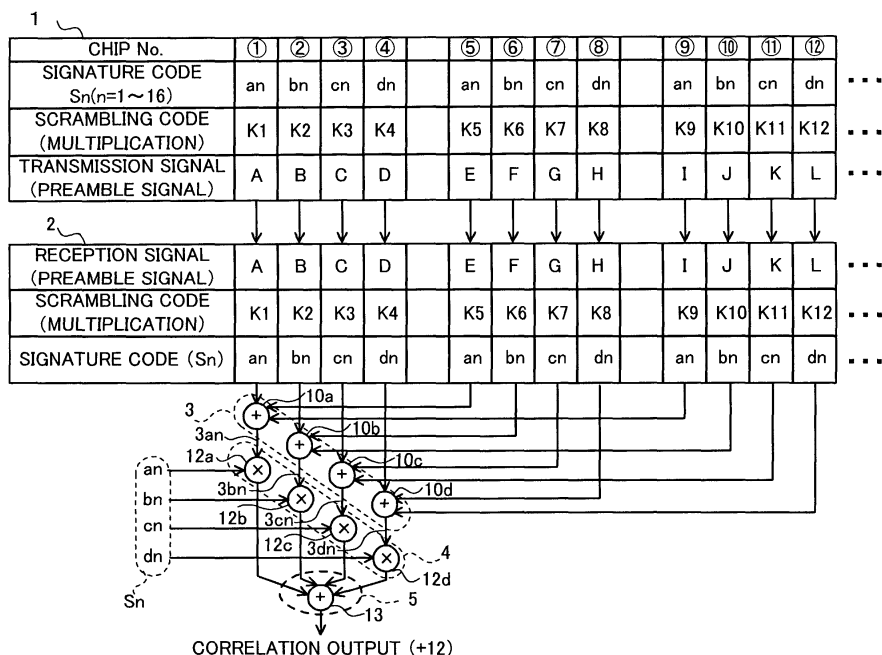 1
CHIP No. ① ② ③ ④ ⑤ ⑥ ⑦ ⑧ ⑨ ⑩ ⑪ ⑫
SIGNATURE CODE
Sn(n=1～16) an bn cn dn an bn cn dn an bn cn dn ...
SCRAMBLING CODE
(MULTIPLICATION) K1 K2 K3 K4 K5 K6 K7 K8 K9 K10 K11 K12 ...
TRANSMISSION SIGNAL
(PREAMBLE SIGNAL) A B C D E F G H I J K L ...
2
RECEPTION SIGNAL
(PREAMBLE SIGNAL) A B C D E F G H I J K L ...
SCRAMBLING CODE
(MULTIPLICATION) K1 K2 K3 K4 K5 K6 K7 K8 K9 K10 K11 K12 ...
SIGNATURE CODE (Sn) an bn cn dn an bn cn dn an bn cn dn ...
3 10a
+ 10b
3an +
12a 10c
an × +
3bn 10d
bn × +
12b 3cn
cn ×
12c 3dn 4
dn ×
12d
Sn + 5
13
CORRELATION OUTPUT (+12)